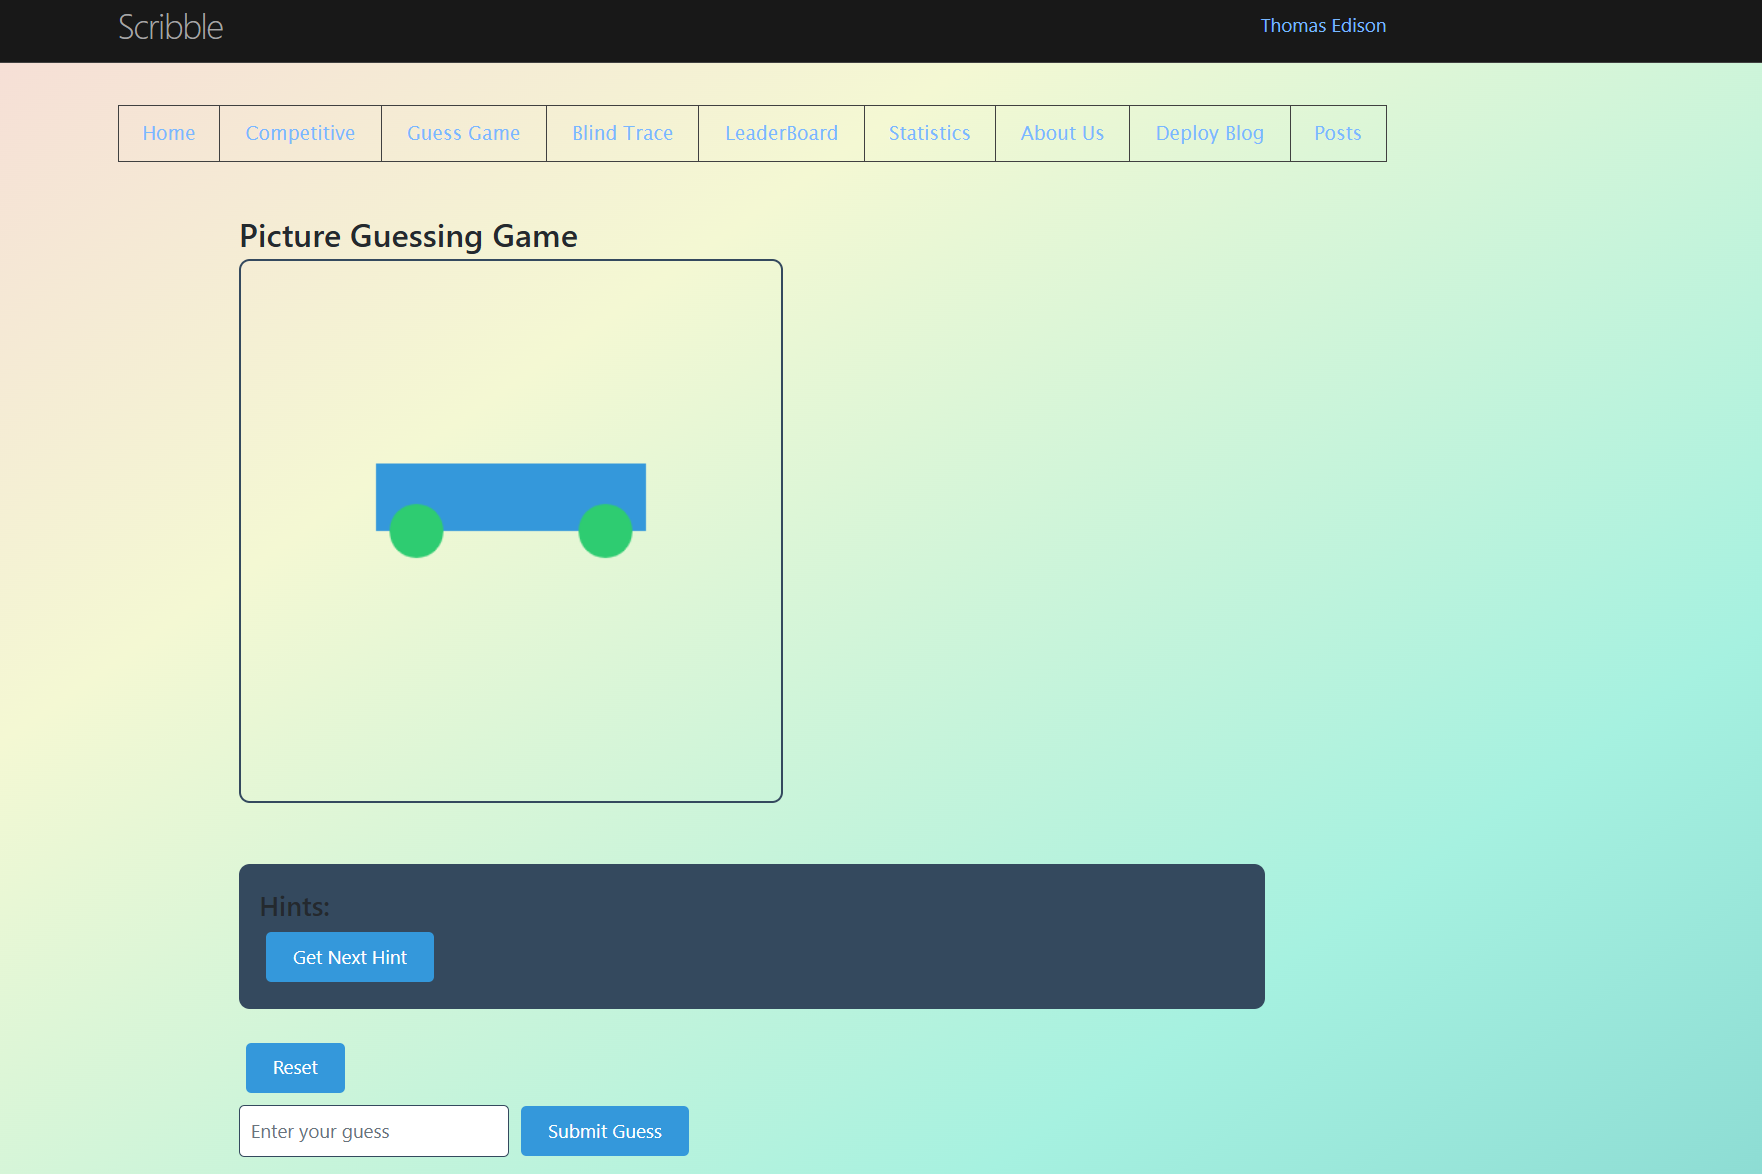 Scribble
Thomas Edison
Home
Competitive
Guess Game
Blind Trace
LeaderBoard
Statistics
About Us
Deploy Blog
Posts
Picture Guessing Game
Hints:
Get Next Hint
Reset
Enter your guess
Submit Guess